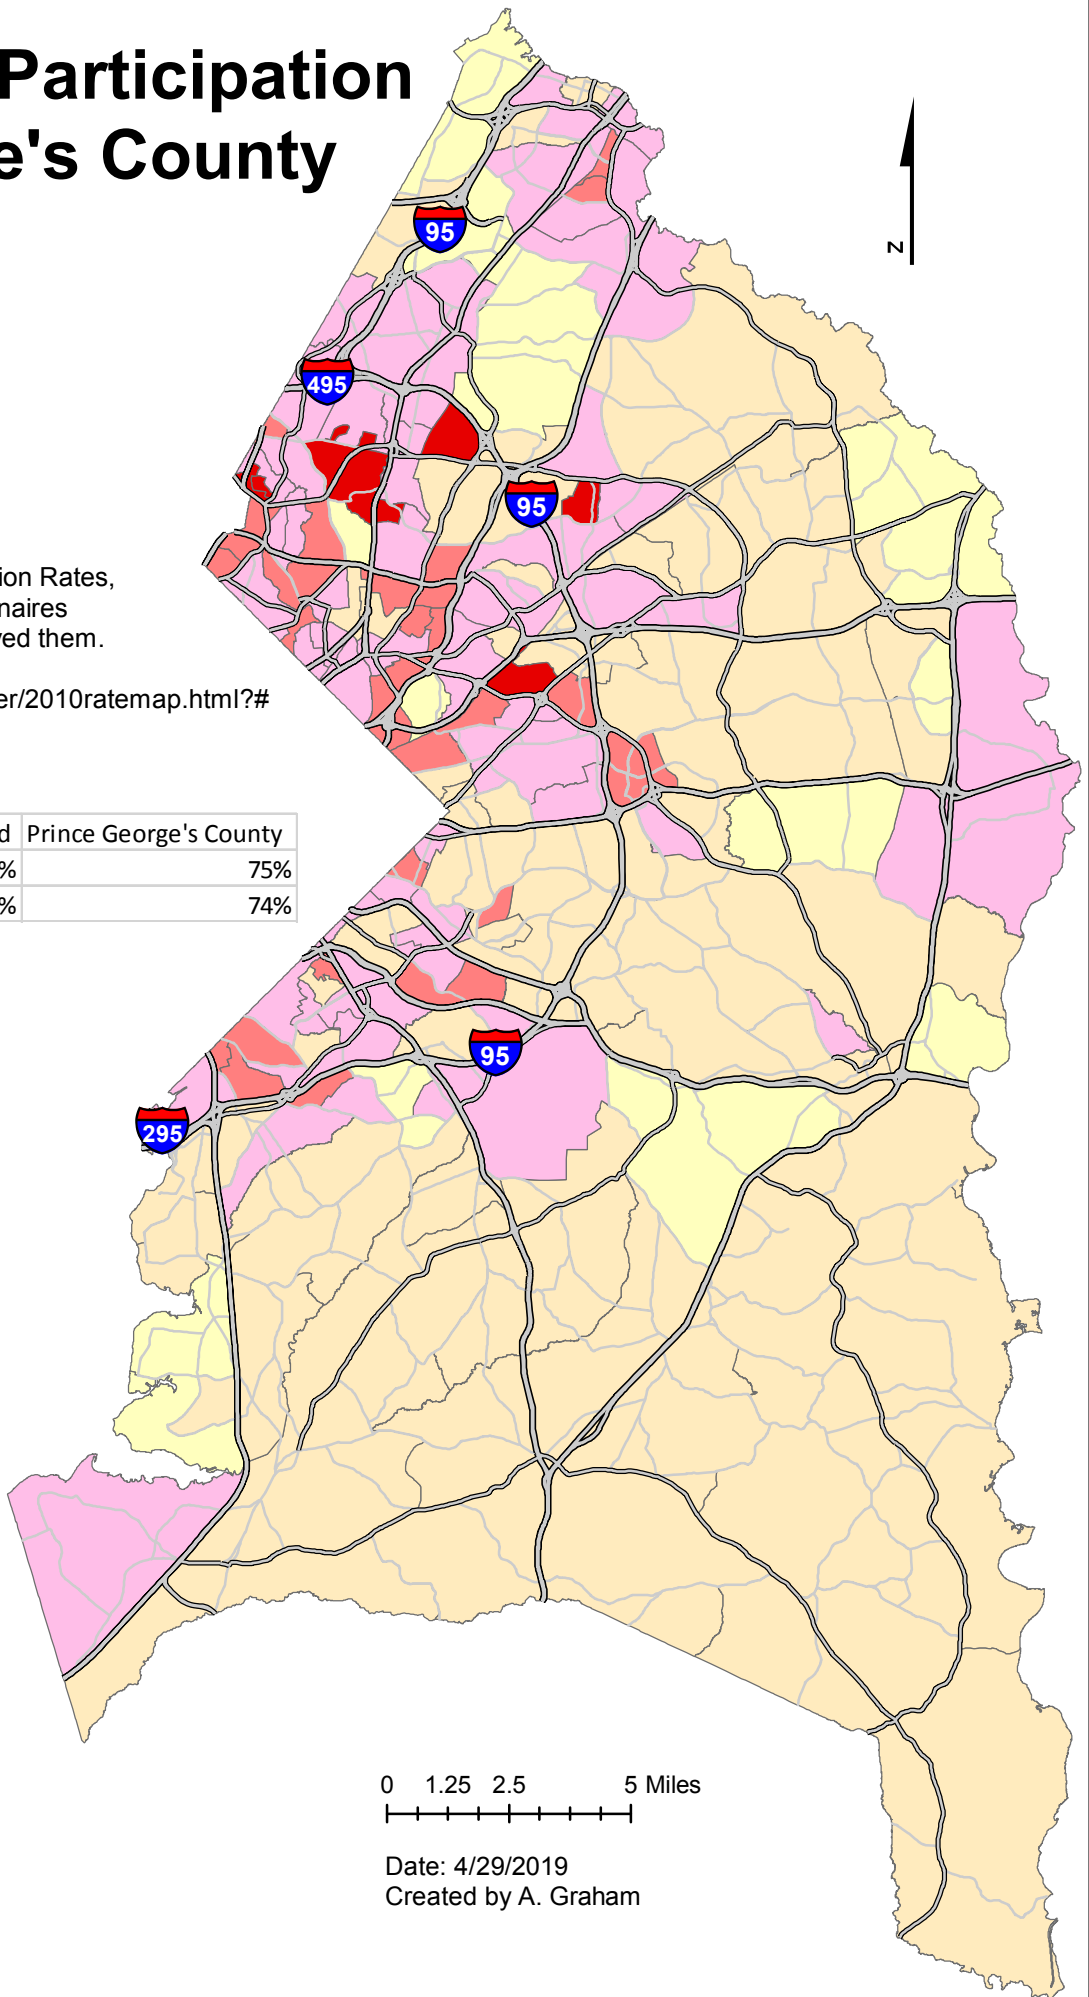 Participation
e's County
95
495
95
ion Rates,
naires
ved them.
er/2010ratemap.html?#
d Prince George's County
% 75%
% 74%
95
295
N
0 1.25 2.5 5 Miles
Date: 4/29/2019
Created by A. Graham